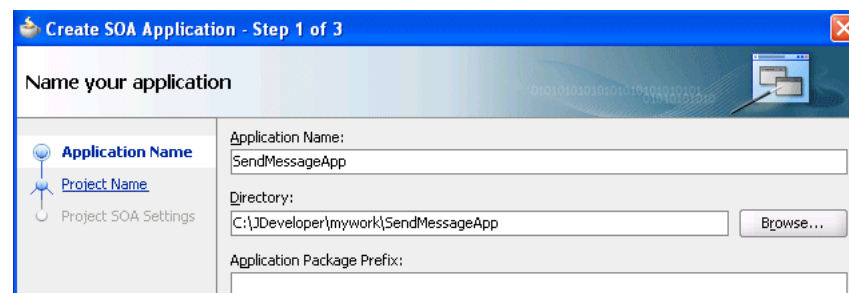 Create SOA Application - Step 1 of 3
Name your application
Application Name
Project Name
Project SOA Settings
Application Name:
SendMessageApp
Directory:
C:\JDeveloper\mywork\SendMessageApp
Browse...
Application Package Prefix: